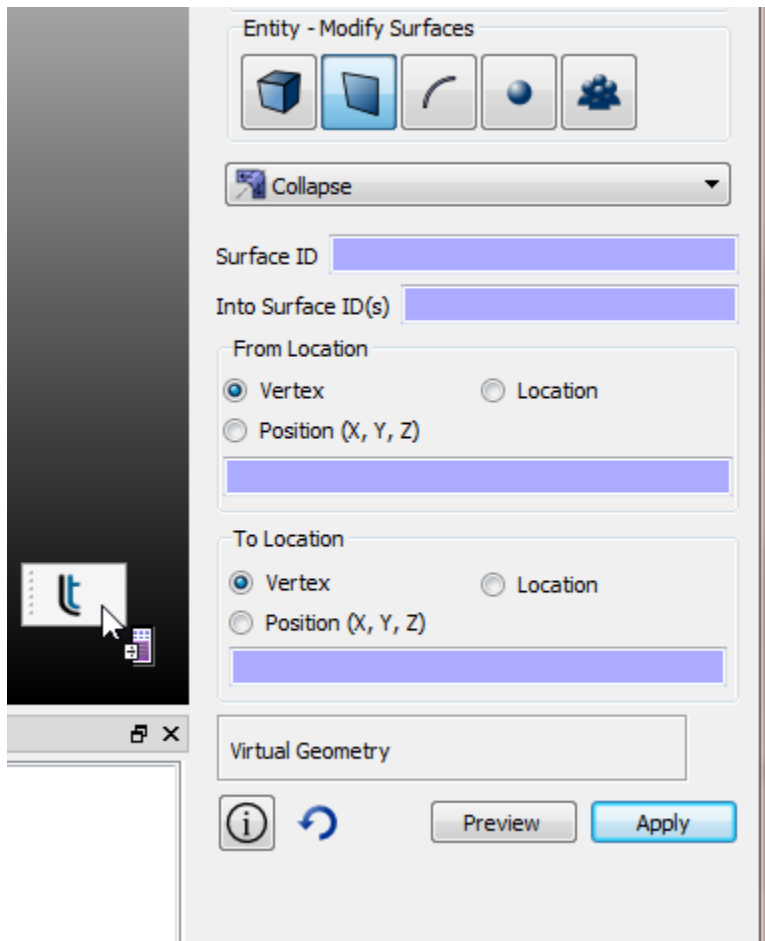 Entity - Modify Surfaces
Collapse
Surface ID
Into Surface ID(s)
From Location
Vertex Location
Position (X, Y, Z)
To Location
Vertex Location
Position (X, Y, Z)
Virtual Geometry
Preview Apply